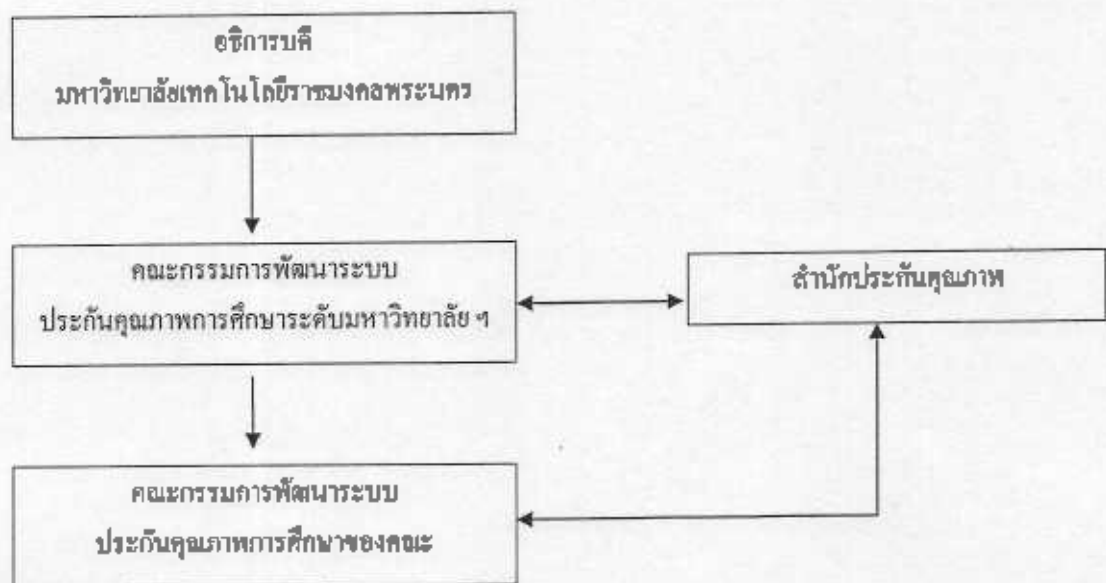 อธิการบดี
มหาวิทยาลัยเทคโนโลยีราชมงคลพระนคร
คณะกรรมการพัฒนาระบบ
ประกันคุณภาพการศึกษาระดับมหาวิทยาลัย ฯ
สำนักประกันคุณภาพ
คณะกรรมการพัฒนาระบบ
ประกันคุณภาพการศึกษาของคณะ